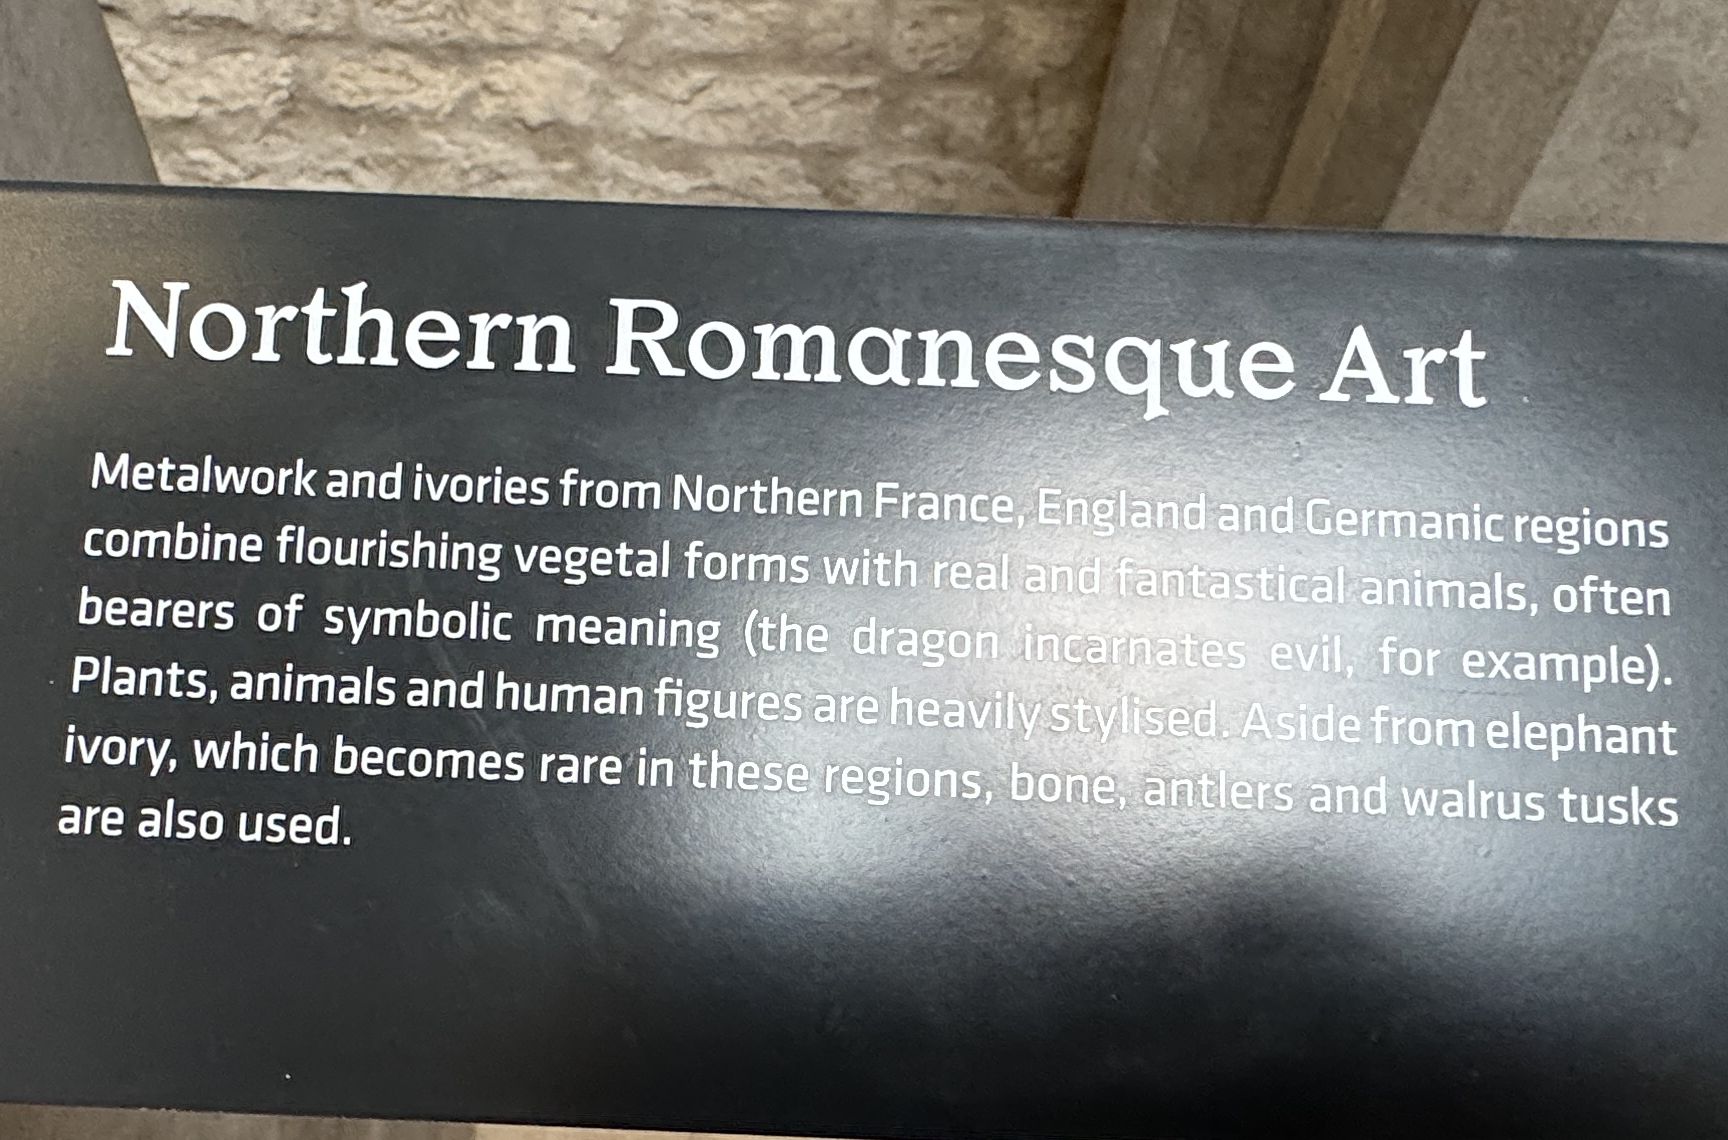 Northern Romanesque Art
Metalwork and ivories from Northern France, England and Germanic regions
combine flourishing vegetal forms with real and fantastical animals, often
bearers of symbolic meaning (the dragon incarnates evil, for example).
Plants, animals and human figures are heavily stylised. Aside from elephant
ivory, which becomes rare in these regions, bone, antlers and walrus tusks
are also used.